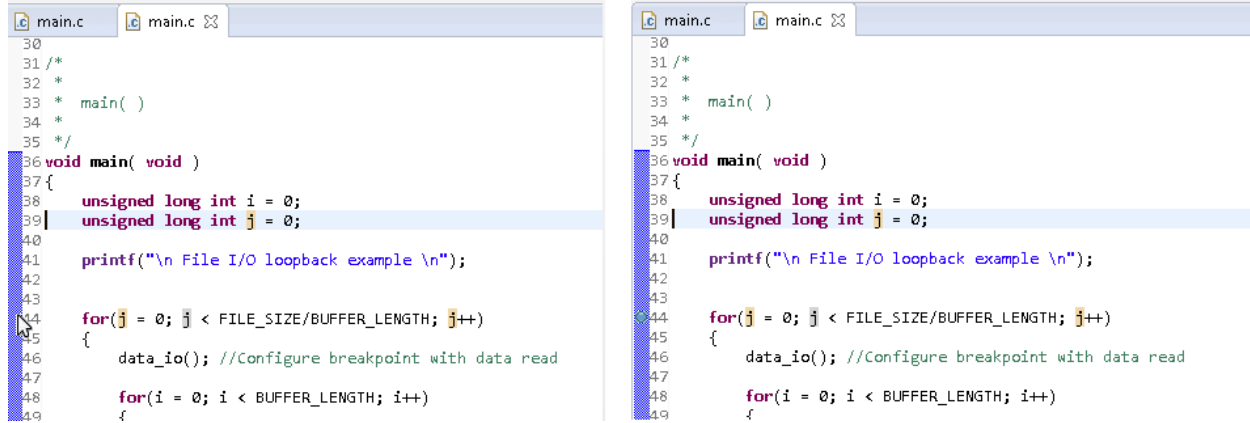 main.c main.c
30
31 /*
32  *
33  *  main( )
34  *
35  */
36 void main( void )
37 {
38     unsigned long int i = 0;
39     unsigned long int j = 0;
40
41     printf("\n File I/O loopback example \n");
42
43
44     for(j = 0; j < FILE_SIZE/BUFFER_LENGTH; j++)
45     {
46         data_io(); //Configure breakpoint with data read
47
48         for(i = 0; i < BUFFER_LENGTH; i++)
49         {
main.c main.c
30
31 /*
32  *
33  *  main( )
34  *
35  */
36 void main( void )
37 {
38     unsigned long int i = 0;
39     unsigned long int j = 0;
40
41     printf("\n File I/O loopback example \n");
42
43
44     for(j = 0; j < FILE_SIZE/BUFFER_LENGTH; j++)
45     {
46         data_io(); //Configure breakpoint with data read
47
48         for(i = 0; i < BUFFER_LENGTH; i++)
49         {